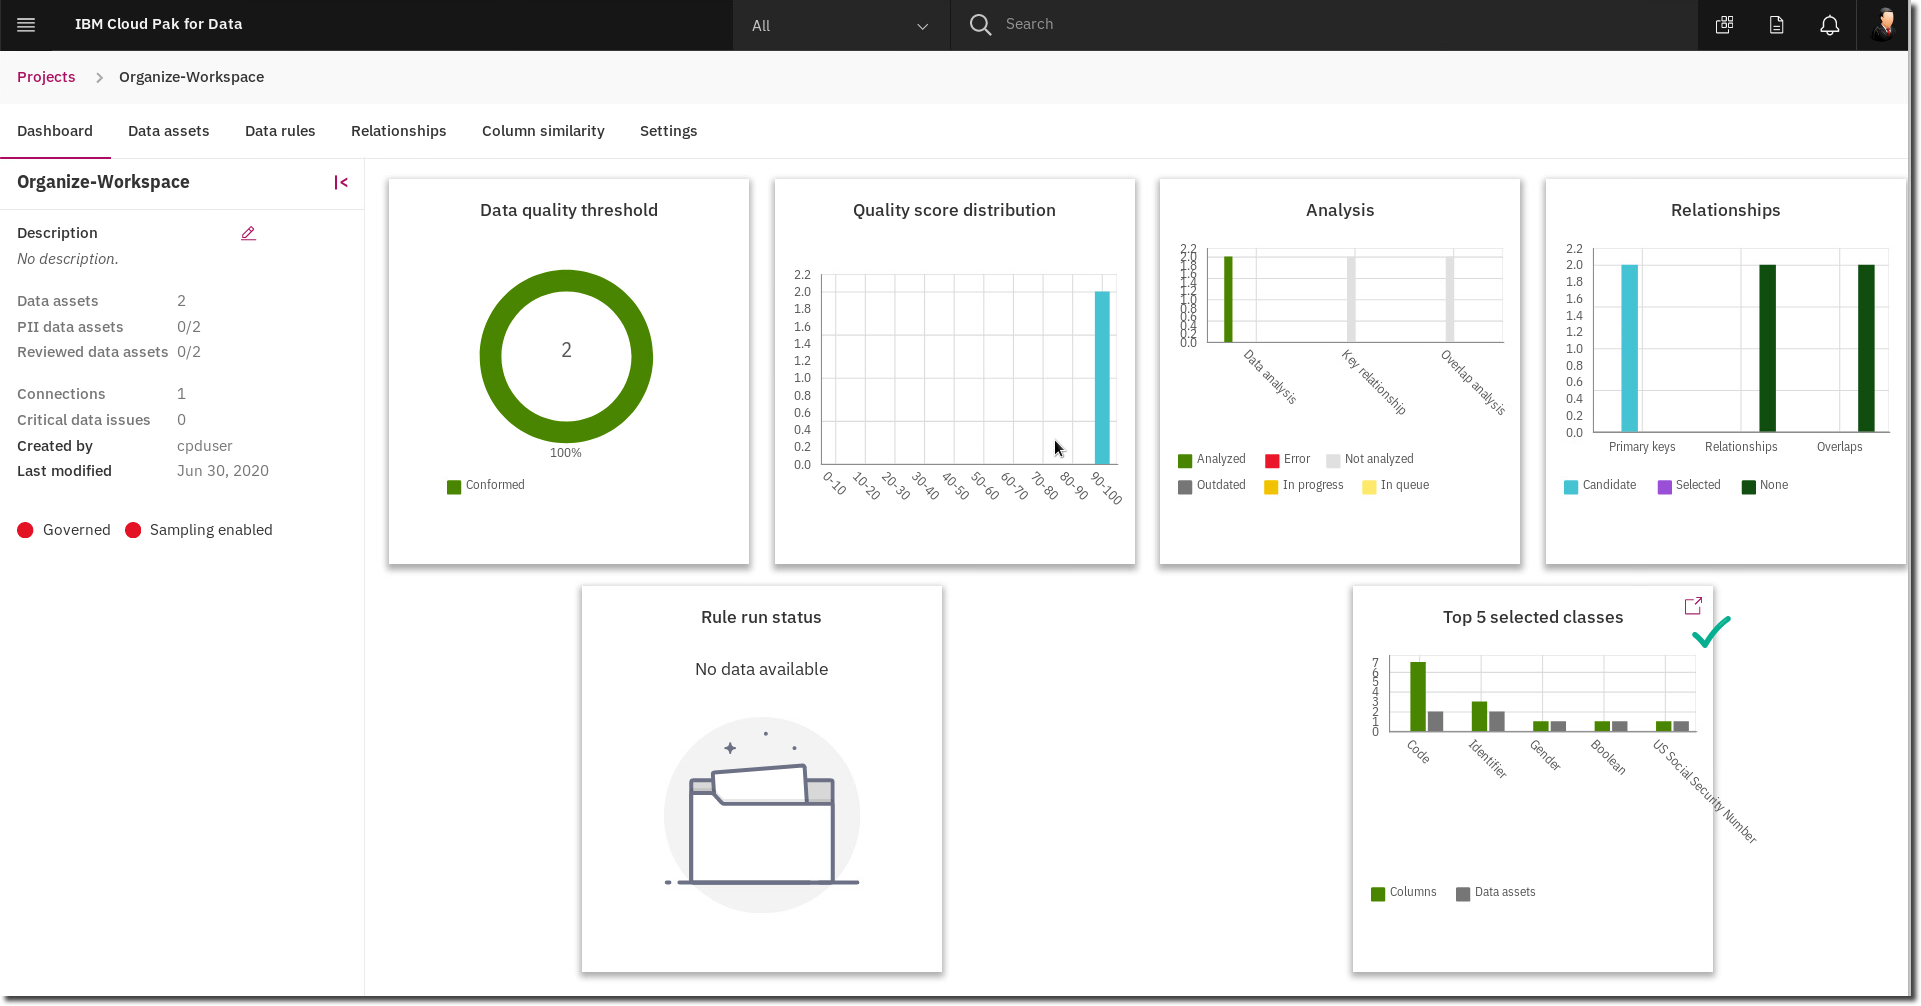 IBM Cloud Pak for Data
All
Search
Projects
Organize-Workspace
Dashboard
Data assets
Data rules
Relationships
Column similarity
Settings
Organize-Workspace
Description
No description.
Data assets 2
PII data assets 0/2
Reviewed data assets 0/2
Connections 1
Critical data issues 0
Created by cpduser
Last modified Jun 30, 2020
Governed
Sampling enabled
Data quality threshold
2
100%
Conformed
Quality score distribution
2.2
2.0
1.8
1.6
1.4
1.2
1.0
0.8
0.6
0.4
0.2
0.0
0-10
10-20
20-30
30-40
40-50
50-60
60-70
70-80
80-90
90-100
Analysis
2.2
2.0
1.8
1.6
1.4
1.2
1.0
0.8
0.6
0.4
0.2
0.0
Data analysis
Key relationship
Overlap analysis
Analyzed
Error
Not analyzed
Outdated
In progress
In queue
Relationships
2.2
2.0
1.8
1.6
1.4
1.2
1.0
0.8
0.6
0.4
0.2
0.0
Primary keys
Relationships
Overlaps
Candidate
Selected
None
Rule run status
No data available
Top 5 selected classes
7
6
5
4
3
2
1
0
Code
Identifier
Gender
Boolean
US Social Security Number
Columns
Data assets